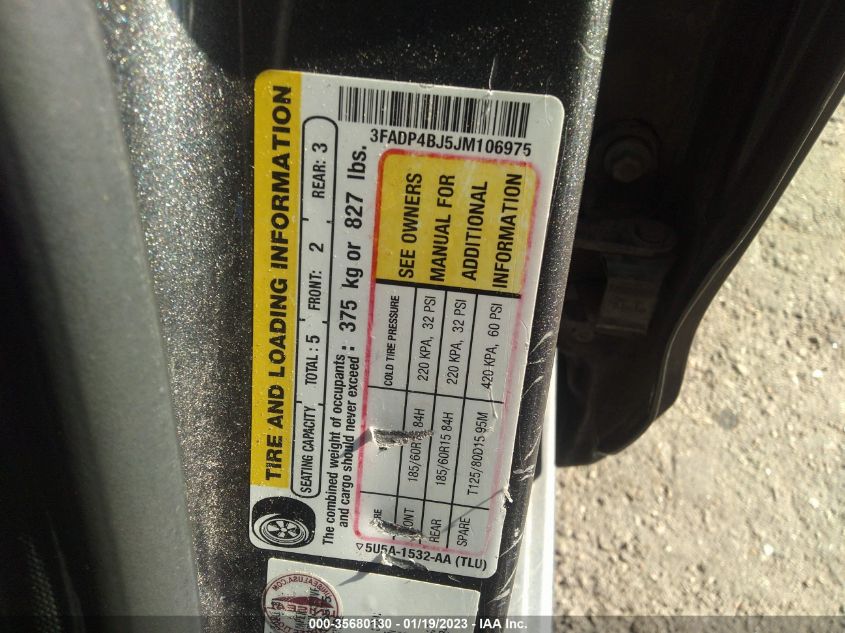 TIRE AND LOADING INFORMATION
SEATING CAPACITY TOTAL: 5 FRONT: 2 REAR: 3
The combined weight of occupants
and cargo should never exceed: 375 kg or 827 lbs.
COLD TIRE PRESSURE
185/60R15 84H 220 KPA, 32 PSI
REAR 185/60R15 84H 220 KPA, 32 PSI
SPARE T125/80D15 95M 420 KPA, 60 PSI
SEE OWNERS
MANUAL FOR
ADDITIONAL
INFORMATION
5U5A-1532-AA (TLU)
3FADP4BJ5JM106975
000-35680130 - 01/19/2023 - IAA Inc.